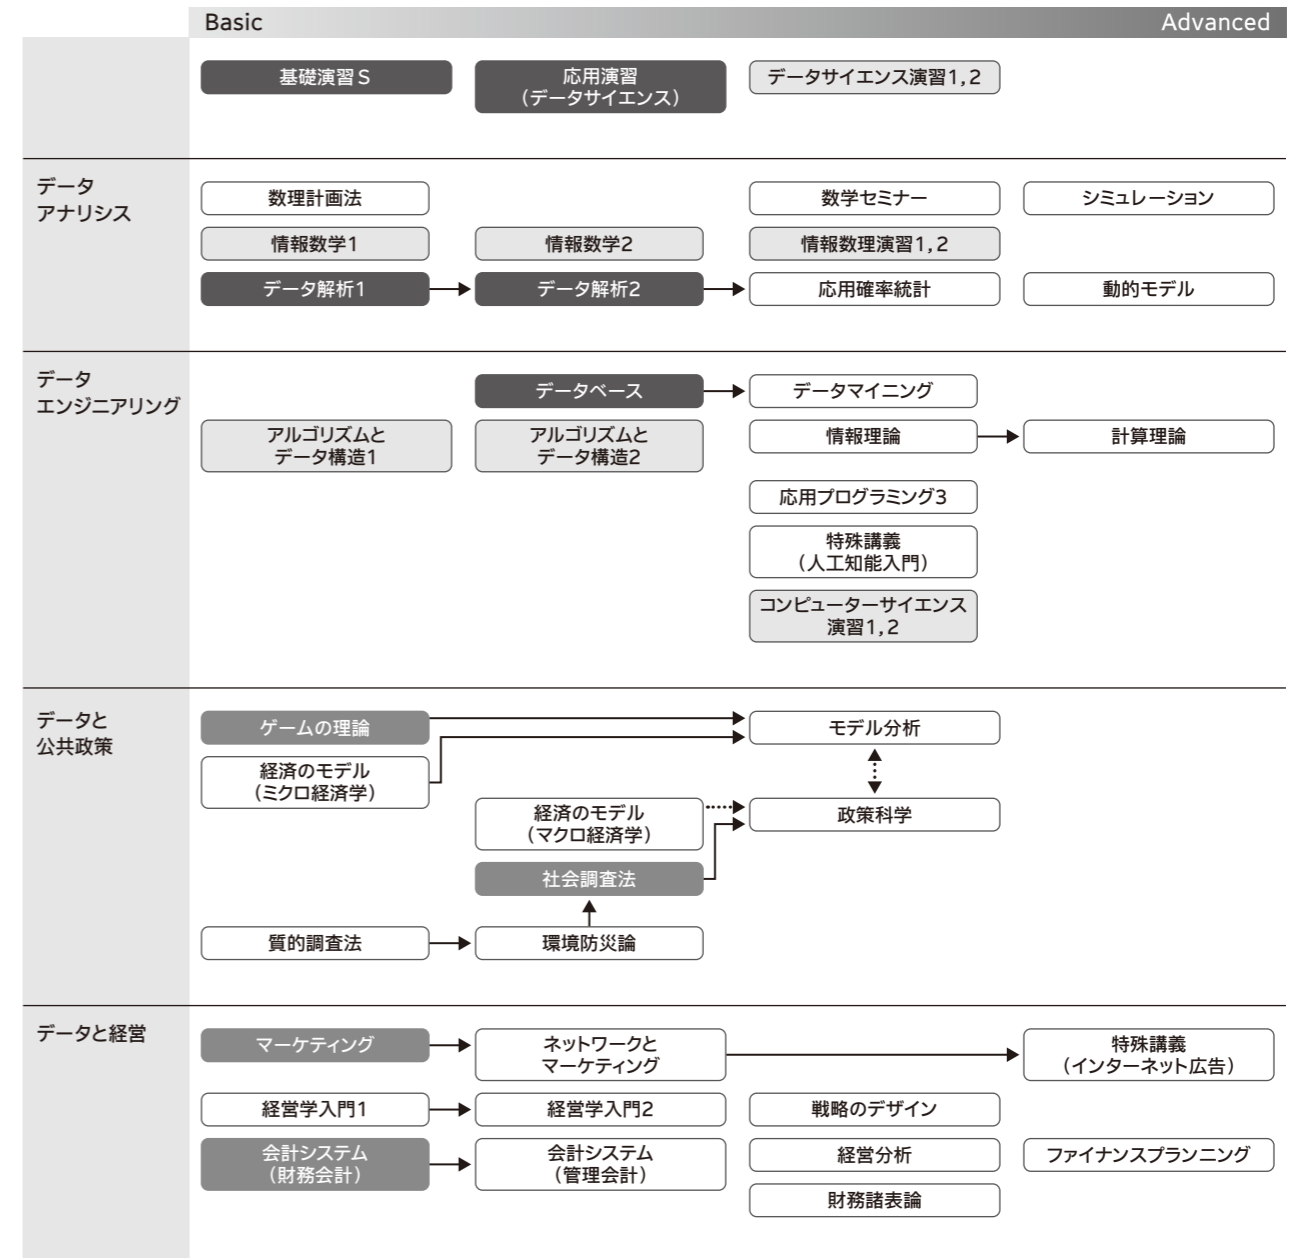 Basic
Advanced
基礎演習S
応用演習
(データサイエンス)
データサイエンス演習1,2
データ
アナリシス
数理計画法
数学セミナー
シミュレーション
情報数学1
情報数学2
情報数理演習1,2
データ解析1
データ解析2
応用確率統計
動的モデル
データ
エンジニアリング
データベース
データマイニング
アルゴリズムと
データ構造1
アルゴリズムと
データ構造2
情報理論
計算理論
応用プログラミング3
特殊講義
(人工知能入門)
コンピューターサイエンス
演習1,2
データと
公共政策
ゲームの理論
モデル分析
経済のモデル
(ミクロ経済学)
経済のモデル
(マクロ経済学)
政策科学
社会調査法
質的調査法
環境防災論
データと経営
マーケティング
ネットワークと
マーケティング
特殊講義
(インターネット広告)
経営学入門1
経営学入門2
戦略のデザイン
会計システム
(財務会計)
会計システム
(管理会計)
経営分析
ファイナンスプランニング
財務諸表論